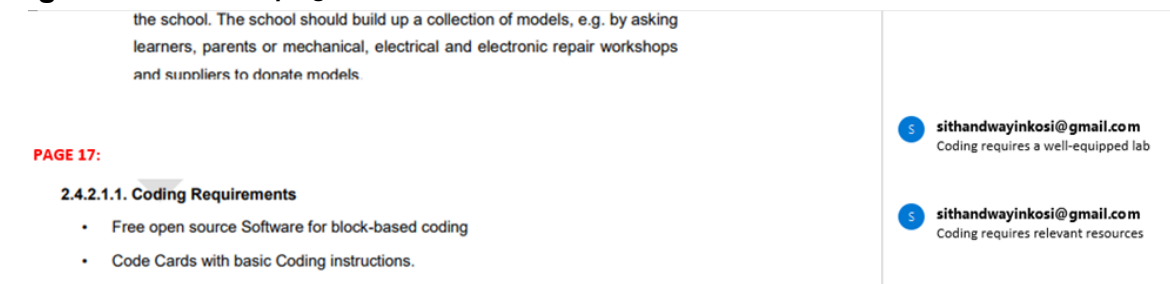 the school. The school should build up a collection of models, e.g. by asking
learners, parents or mechanical, electrical and electronic repair workshops
and suppliers to donate models.
sithandwayinkosi@gmail.com
Coding requires a well-equipped lab
PAGE 17:
2.4.2.1.1. Coding Requirements
• Free open source Software for block-based coding
• Code Cards with basic Coding instructions.
sithandwayinkosi@gmail.com
Coding requires relevant resources